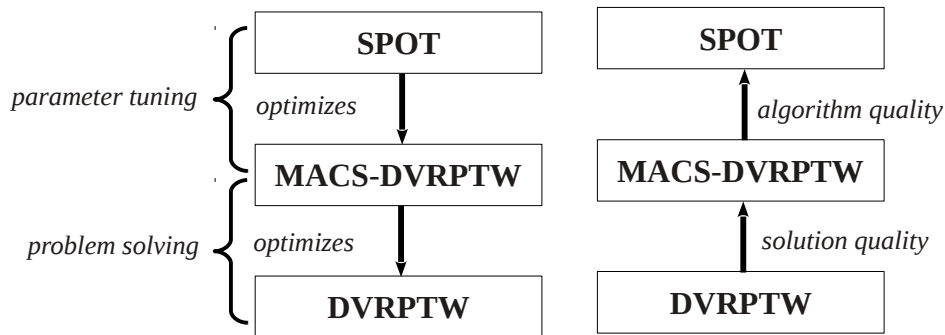 SPOT
parameter tuning
optimizes
MACS-DVRPTW
problem solving
optimizes
DVRPTW
SPOT
algorithm quality
MACS-DVRPTW
solution quality
DVRPTW